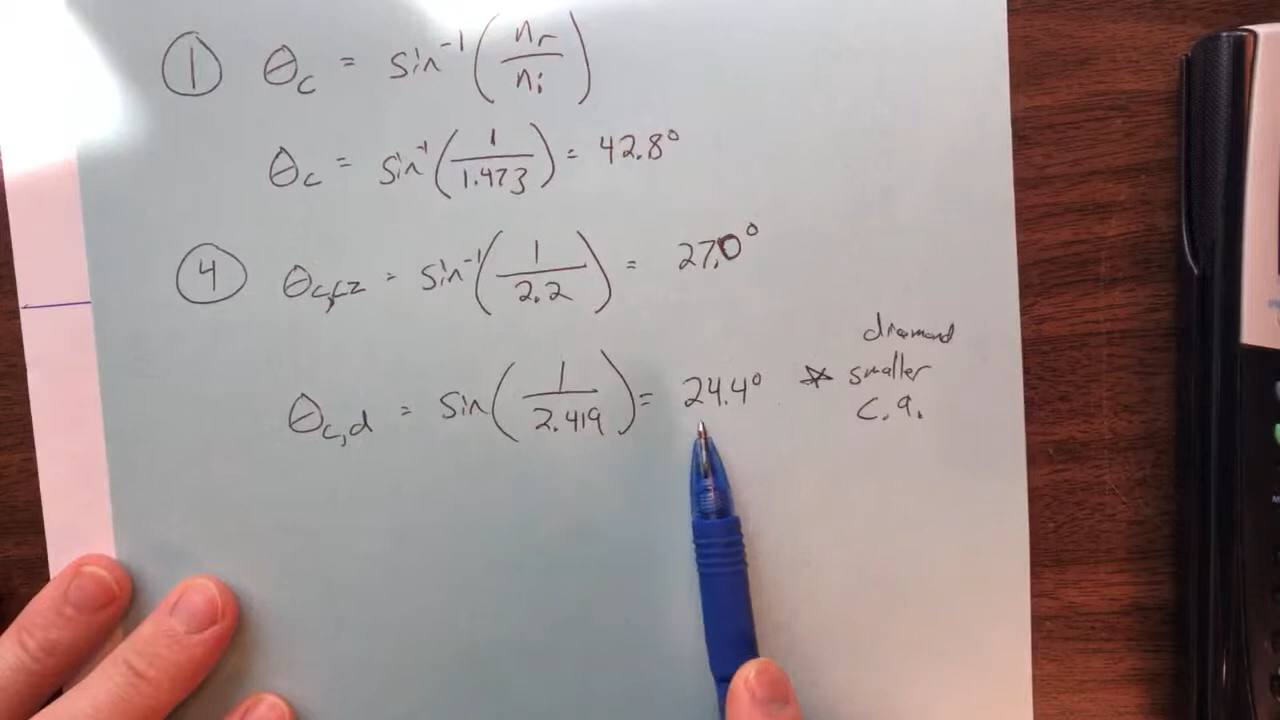 ① θc = sin⁻¹(nr/ni)
θc = sin⁻¹(1/1.473) = 42.8°
④ θc,cz = sin⁻¹(1/2.2) = 27.0°
θc,d = sin(1/2.419) = 24.4° * diamond
smaller
c.a.